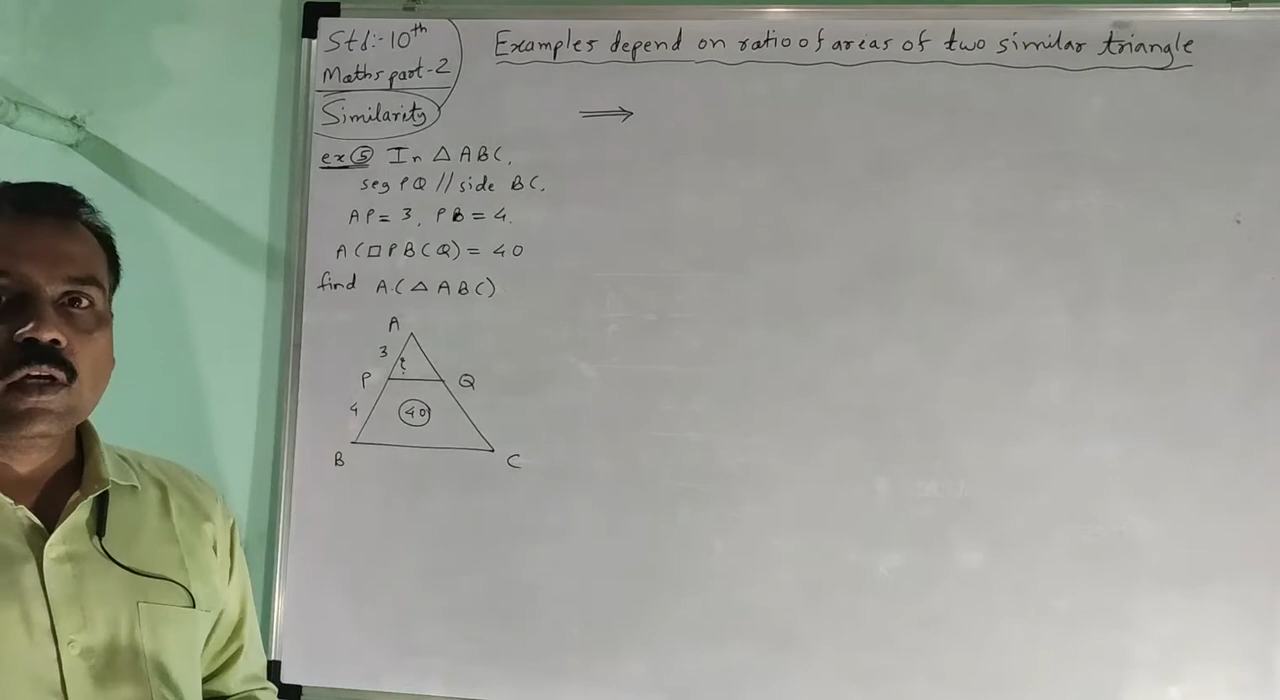 Std:- 10th
Maths part-2
Similarity
Examples depend on ratio of areas of two similar triangle
⟹
ex ⑤ In △ ABC,
seg PQ // side BC.
AP = 3, PB = 4.
A(□PBCQ) = 40
find A.(△ABC)
A
3
P
Q
4
40
B
C